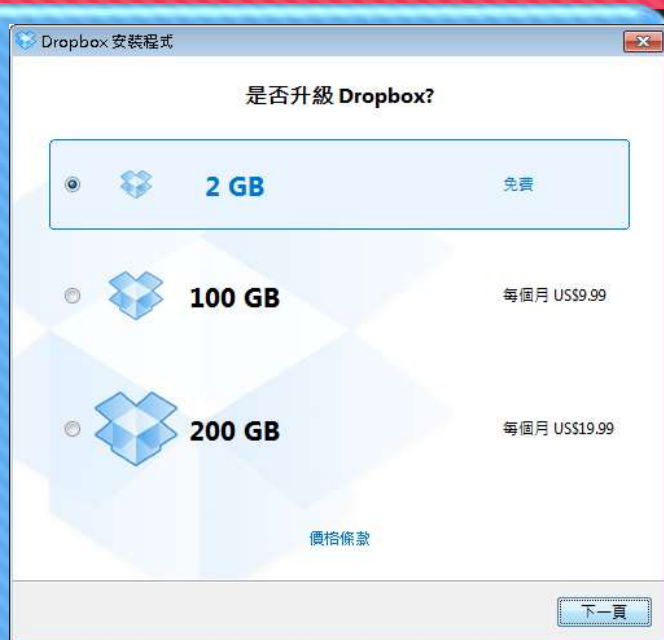 Dropbox 安裝程式
是否升級 Dropbox?
2 GB 免費
100 GB 每個月 US$9.99
200 GB 每個月 US$19.99
價格條款
下一頁